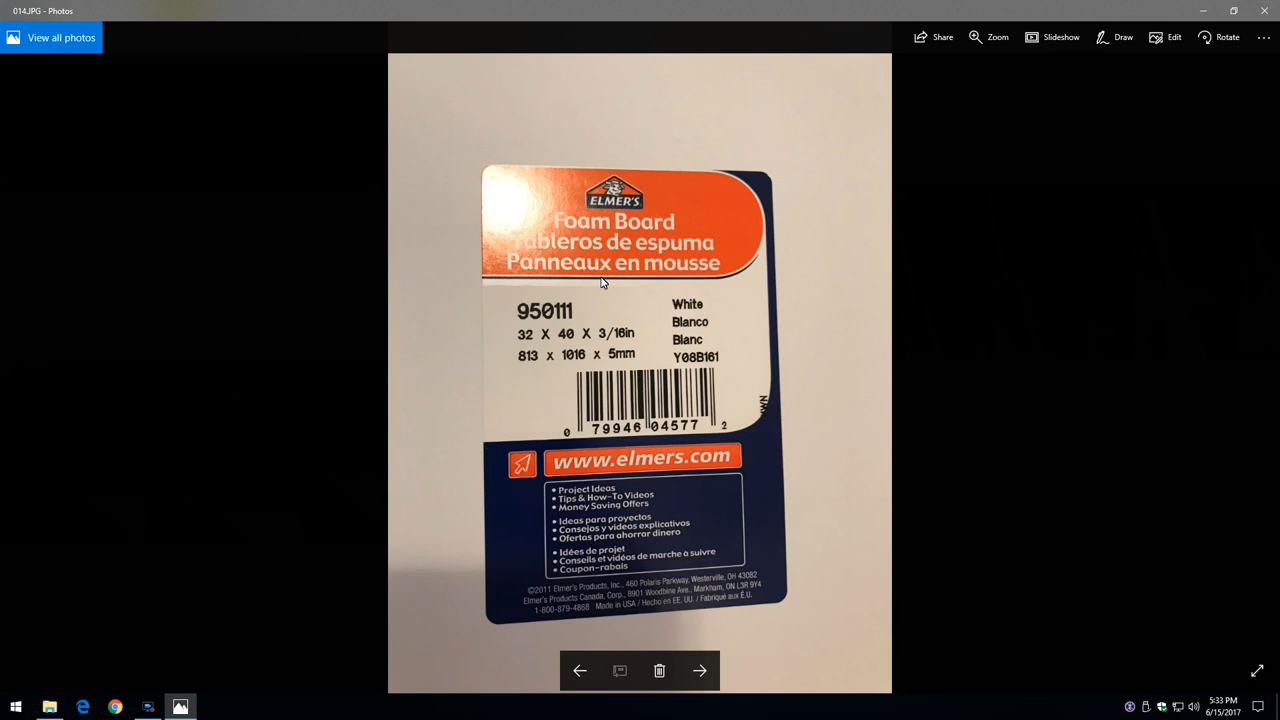 014.JPG - Photos
View all photos
Share
Zoom
Slideshow
Draw
Edit
Rotate
ELMER'S
Foam Board
Tableros de espuma
Panneaux en mousse
950111
32 X 40 X 3/16in
813 x 1016 x 5mm
White
Blanco
Blanc
Y08B161
0 79946 04577 2
www.elmers.com
• Project Ideas
• Tips & How-To Videos
• Money Saving Offers
• Ideas para proyectos
• Consejos y videos explicativos
• Ofertas para ahorrar dinero
• Idées de projet
• Conseils et vidéos de marche à suivre
• Coupon-rabais
©2011 Elmer's Products, Inc., 460 Polaris Parkway, Westerville, OH 43082
Elmer's Products Canada, Corp., 8901 Woodbine Ave., Markham, ON L3R 9Y4
1-800-879-4868 Made in USA / Hecho en EE. UU. / Fabriqué aux É.U.
5:33 PM
6/15/2017